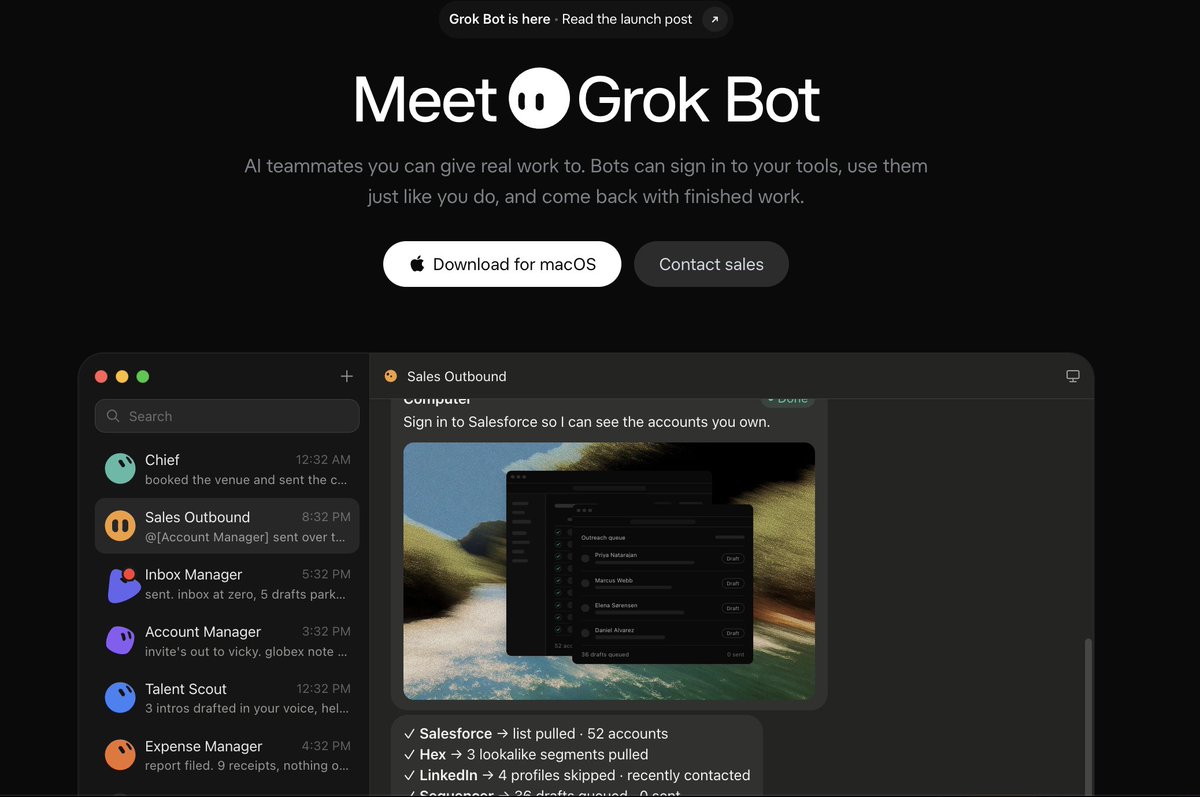 Grok Bot is here · Read the launch post
Meet Grok Bot
AI teammates you can give real work to. Bots can sign in to your tools, use them
just like you do, and come back with finished work.
Download for macOS
Contact sales
Search
Chief 12:32 AM
booked the venue and sent the c...
Sales Outbound 8:32 PM
@[Account Manager] sent over t...
Inbox Manager 5:32 PM
sent. inbox at zero, 5 drafts park...
Account Manager 3:32 PM
invite's out to vicky. globex note ...
Talent Scout 12:32 PM
3 intros drafted in your voice, hel...
Expense Manager 4:32 PM
report filed. 9 receipts, nothing o...
Sales Outbound
Computer Done
Sign in to Salesforce so I can see the accounts you own.
Outreach queue
Priya Natarajan Draft
Marcus Webb Draft
Elena Sørensen Draft
Daniel Alvarez Draft
52 acc
36 drafts queued 0 sent
✓ Salesforce → list pulled · 52 accounts
✓ Hex → 3 lookalike segments pulled
✓ LinkedIn → 4 profiles skipped · recently contacted
✓ Sequencer → 36 drafts queued · 0 sent